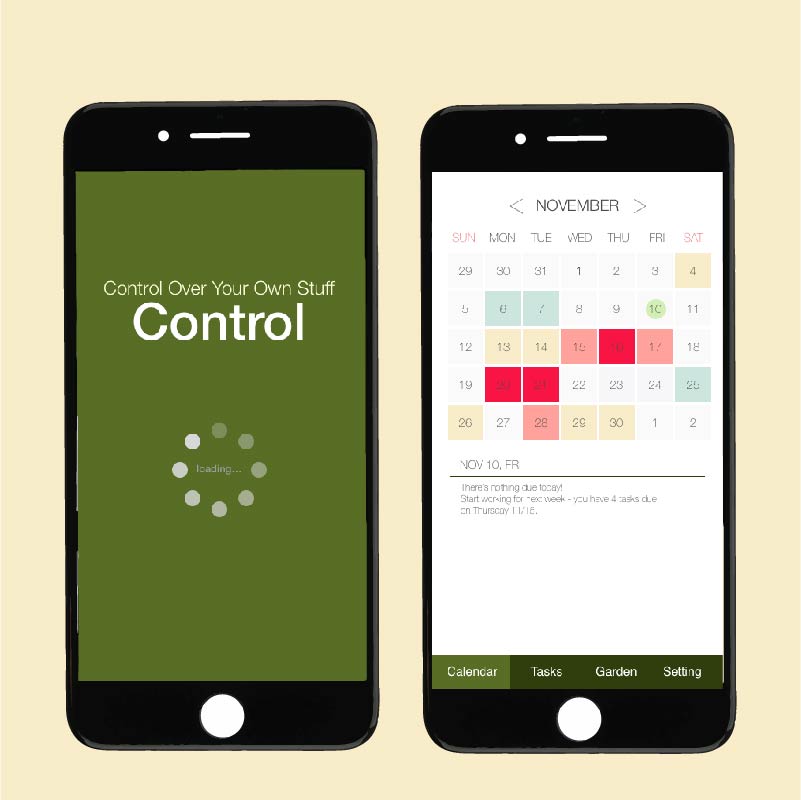 Control Over Your Own Stuff
Control
loading...
< NOVEMBER >
SUN MON TUE WED THU FRI SAT
29 30 31 1 2 3 4
5 6 7 8 9 10 11
12 13 14 15 16 17 18
19 20 21 22 23 24 25
26 27 28 29 30 1 2
NOV 10, FRI
There's nothing due today!
Start working for next week - you have 4 tasks due
on Thursday 11/16.
Calendar Tasks Garden Setting